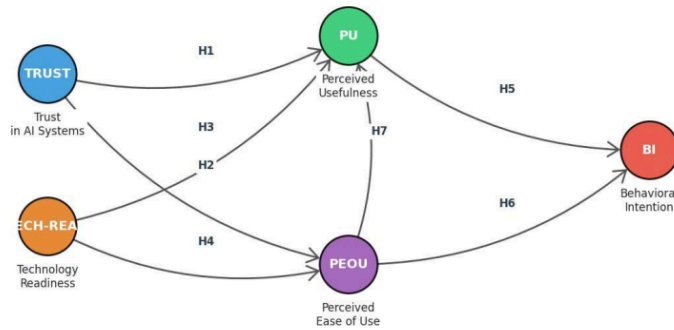 PU
H1
H5
TRUST
Perceived
Usefulness
Trust
in AI Systems
H3
H7
BI
H2
Behavioral
Intention
ECH-REA
H6
H4
PEOU
Technology
Readiness
Perceived
Ease of Use